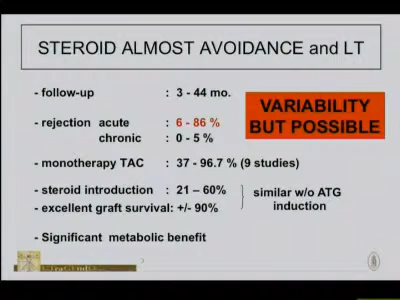 STEROID ALMOST AVOIDANCE and LT
- follow-up : 3 - 44 mo.
VARIABILITY
BUT POSSIBLE
- rejection acute : 6 - 86 %
chronic : 0 - 5 %
- monotherapy TAC : 37 - 96.7 % (9 studies)
- steroid introduction : 21 – 60%
- excellent graft survival: +/- 90%
similar w/o ATG
induction
- Significant metabolic benefit